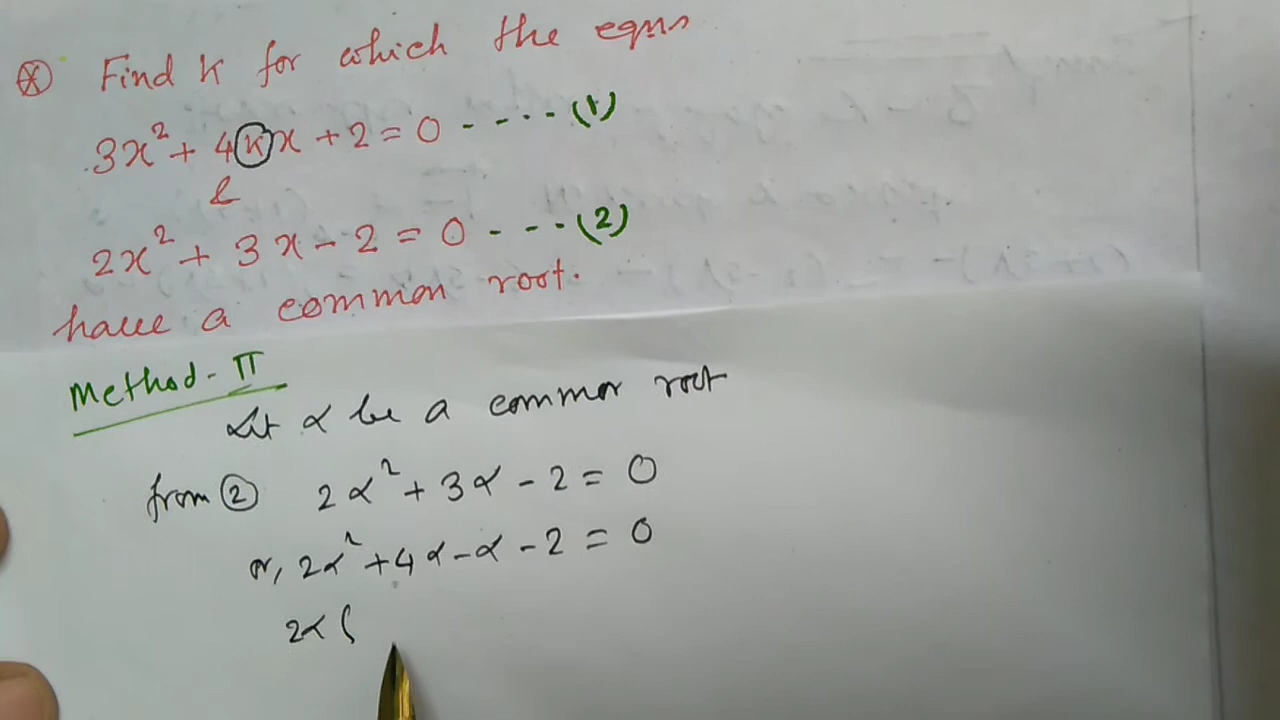 ⊗ Find k for which the eqns
3x² + 4kx + 2 = 0 - - - - (1)
&
2x² + 3x - 2 = 0 - - - - (2)
have a common root.
Method - II
Let α be a common root
from ② 2α² + 3α - 2 = 0
or, 2α² + 4α - α - 2 = 0
2α (